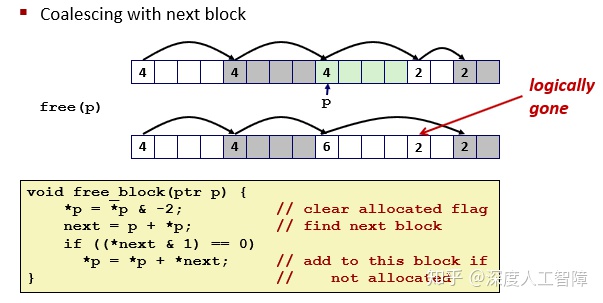 Coalescing with next block
4 4 4 2 2
p
logically
gone
free(p)
4 4 6 2 2
void free_block(ptr p) {
*p = *p & -2; // clear allocated flag
next = p + *p; // find next block
if ((*next & 1) == 0)
*p = *p + *next; // add to this block if
} // not allocated
知乎 @深度人工智障